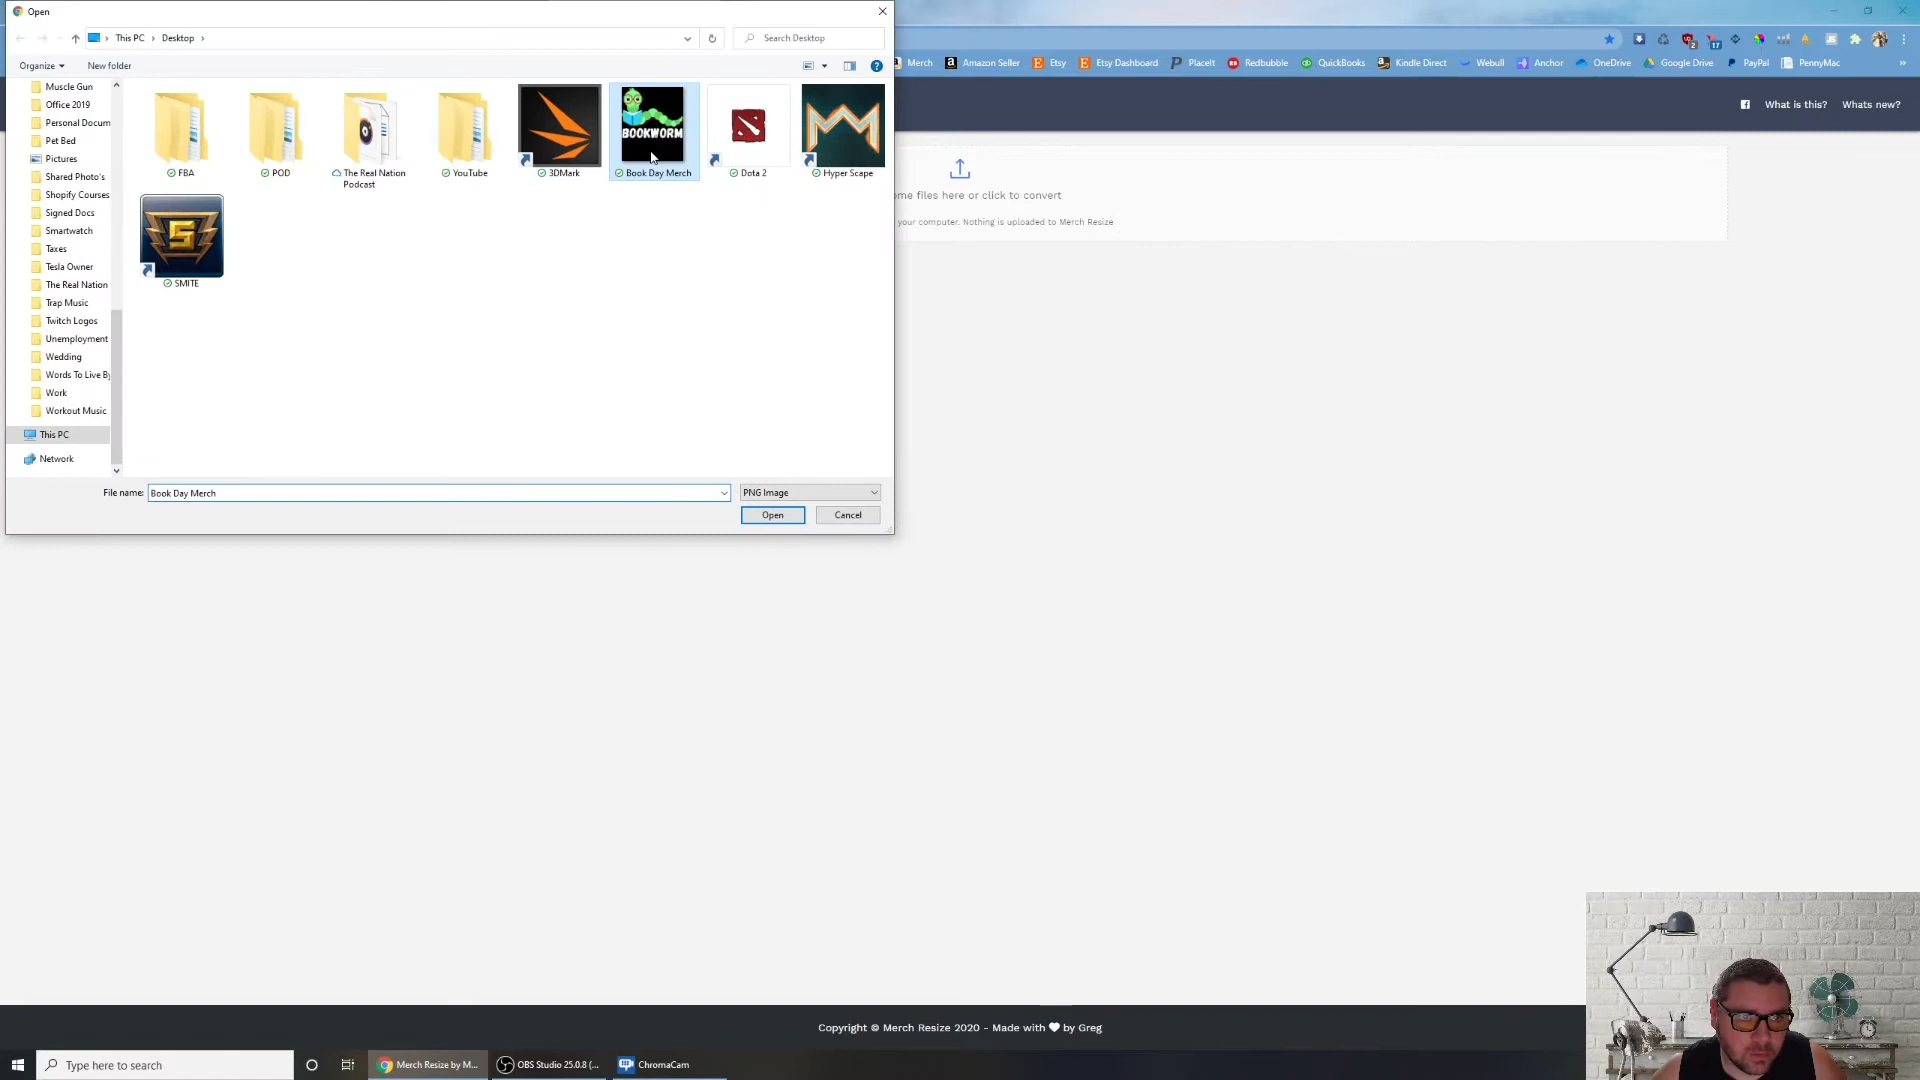 Open
This PC
Desktop
Search Desktop
Organize
New folder
Muscle Gun
Office 2019
Personal Docum
Pet Bed
Pictures
Shared Photo's
Shopify Courses
Signed Docs
Smartwatch
Taxes
Tesla Owner
The Real Nation
Trap Music
Twitch Logos
Unemployment
Wedding
Words To Live By
Work
Workout Music
This PC
Network
BOOKWORM
FBA
POD
The Real Nation
Podcast
YouTube
3DMark
Book Day Merch
Dota 2
Hyper Scape
SMITE
File name:
Book Day Merch
PNG Image
Open
Cancel
Merch
Amazon Seller
Etsy
Etsy Dashboard
PlaceIt
Redbubble
QuickBooks
Kindle Direct
Webull
Anchor
OneDrive
Google Drive
PayPal
PennyMac
What is this?
Whats new?
ome files here or click to convert
your computer. Nothing is uploaded to Merch Resize
Copyright © Merch Resize 2020 - Made with by Greg
Type here to search
Merch Resize by M...
OBS Studio 25.0.8 (...
ChromaCam